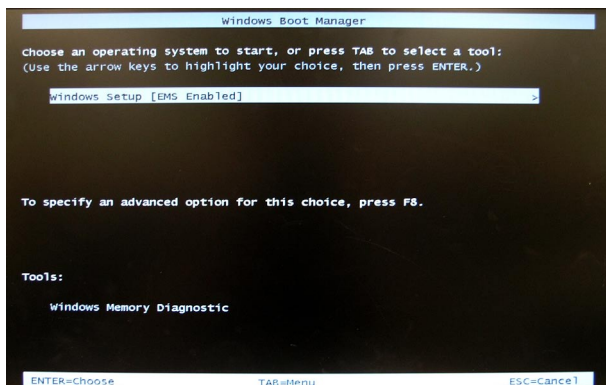 Windows Boot Manager
Choose an operating system to start, or press TAB to select a tool:
(Use the arrow keys to highlight your choice, then press ENTER.)
Windows Setup [EMS Enabled] >
To specify an advanced option for this choice, press F8.
Tools:
Windows Memory Diagnostic
ENTER=Choose TAB=Menu ESC=Cancel